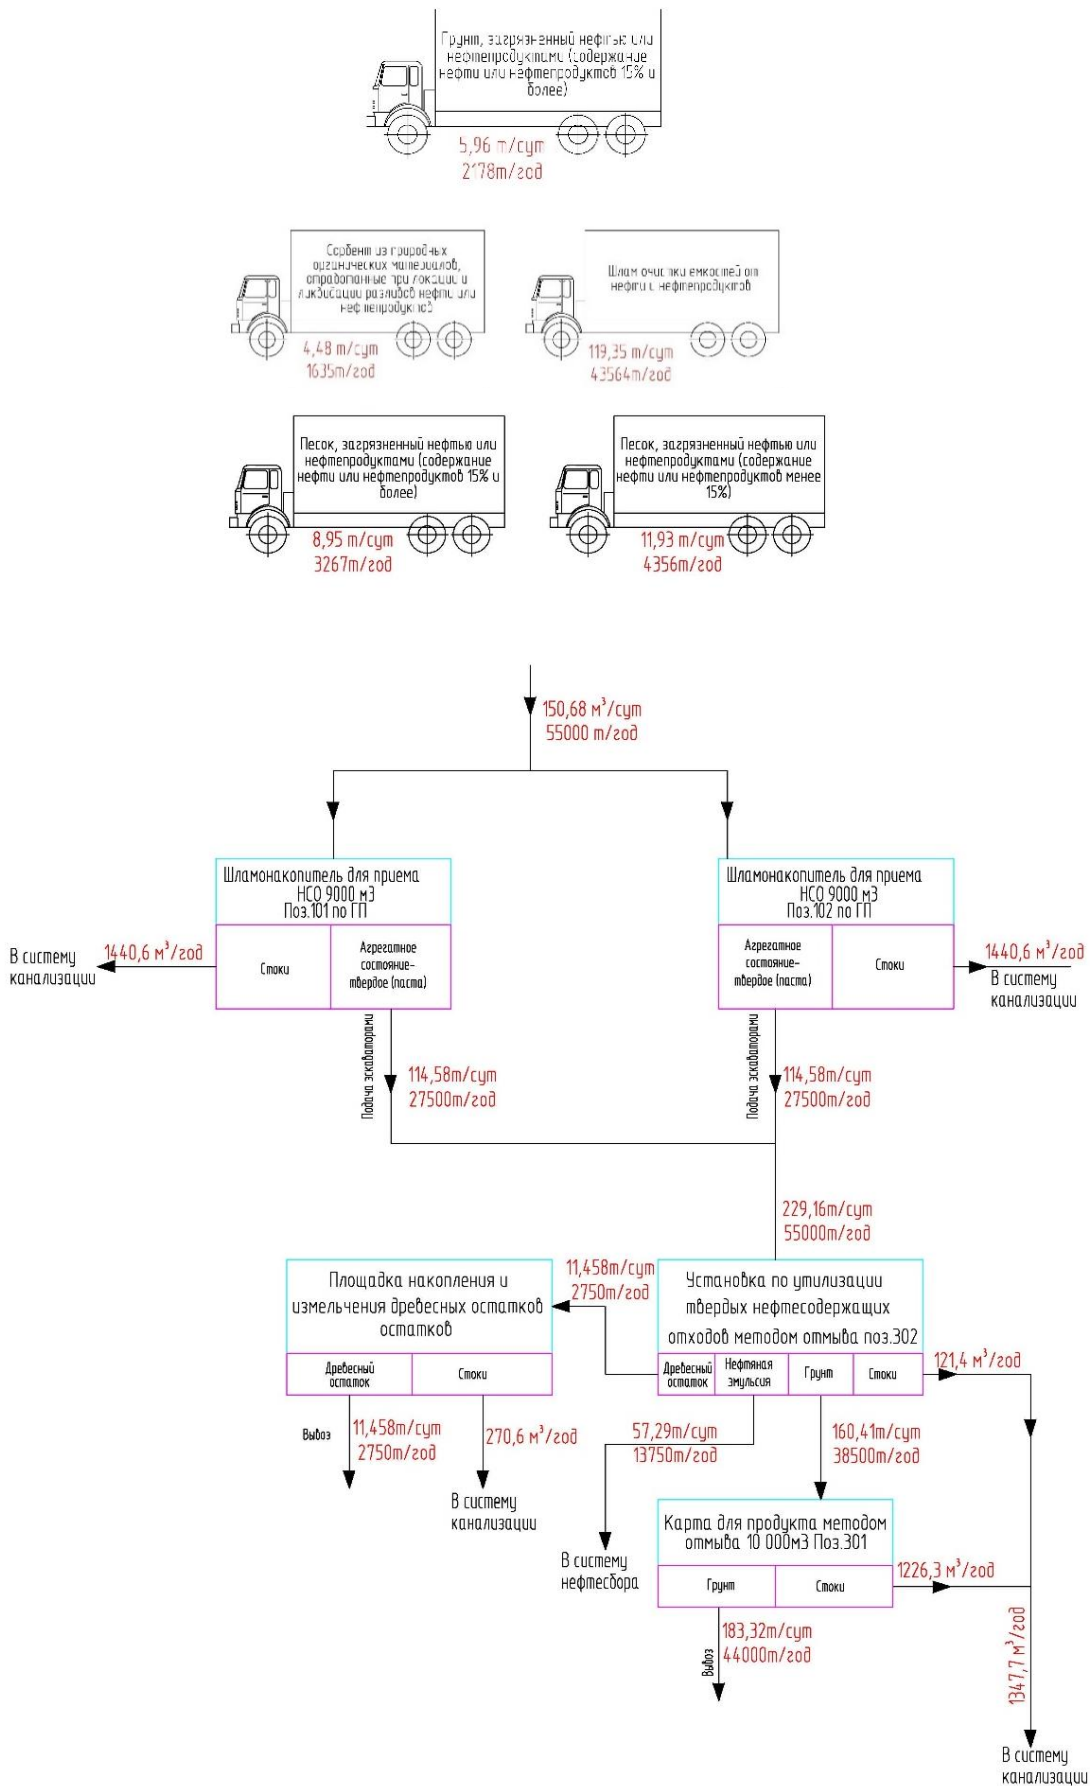 Грунт, загрязненный нефтью или
нефтепродуктами (содержание
нефти или нефтепродуктов 15% и
более)
5,96 т/сут
2178т/год
Сорбент из природных
органических материалов,
отработанные при локации и
ликвидации разливов нефти или
нефтепродуктов
4,48 т/сут
1635т/год
Шлам очистки емкостей от
нефти и нефтепродуктов
119,35 т/сут
43564т/год
Песок, загрязненный нефтью или
нефтепродуктами (содержание
нефти или нефтепродуктов 15% и
более)
8,95 т/сут
3267т/год
Песок, загрязненный нефтью или
нефтепродуктами (содержание
нефти или нефтепродуктов менее
15%)
11,93 т/сут
4356т/год
150,68 м³/сут
55000 т/год
Шламонакопитель для приема
НСО 9000 м3
Поз.101 по ГП
Стоки
Агрегатное
состояние-
твердое (паста)
1440,6 м³/год
В систему
канализации
Шламонакопитель для приема
НСО 9000 м3
Поз.102 по ГП
Агрегатное
состояние-
твердое (паста)
Стоки
1440,6 м³/год
В систему
канализации
Подача эскаваторами
114,58т/сут
27500т/год
Подача эскаваторами
114,58т/сут
27500т/год
229,16т/сут
55000т/год
Площадка накопления и
измельчения древесных остатков
остатков
Древесный
остаток
Стоки
11,458т/сут
2750т/год
Установка по утилизации
твердых нефтесодержащих
отходов методом отмыва поз.302
Древесный
остаток
Нефтяная
эмульсия
Грунт
Стоки
121,4 м³/год
Вывоз
11,458т/сут
2750т/год
270,6 м³/год
В систему
канализации
57,29т/сут
13750т/год
В систему
нефтесбора
160,41т/сут
38500т/год
Карта для продукта методом
отмыва 10 000м3 Поз.301
Грунт
Стоки
1226,3 м³/год
Вывоз
183,32т/сут
44000т/год
1347,7 м³/год
В систему
канализации